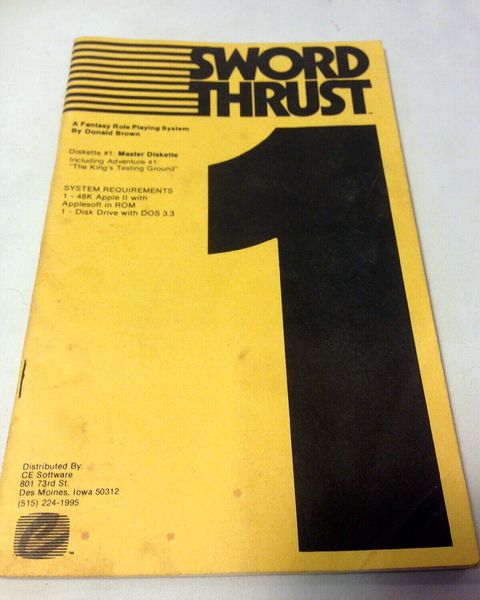 SWORD
THRUST™
A Fantasy Role Playing System
By Donald Brown
Diskette #1: Master Diskette
Including Adventure #1:
"The King's Testing Ground"
SYSTEM REQUIREMENTS
1 - 48K Apple II with
Applesoft in ROM
1 - Disk Drive with DOS 3.3
1
Distributed By:
CE Software
801 73rd St.
Des Moines, Iowa 50312
(515) 224-1995
e™